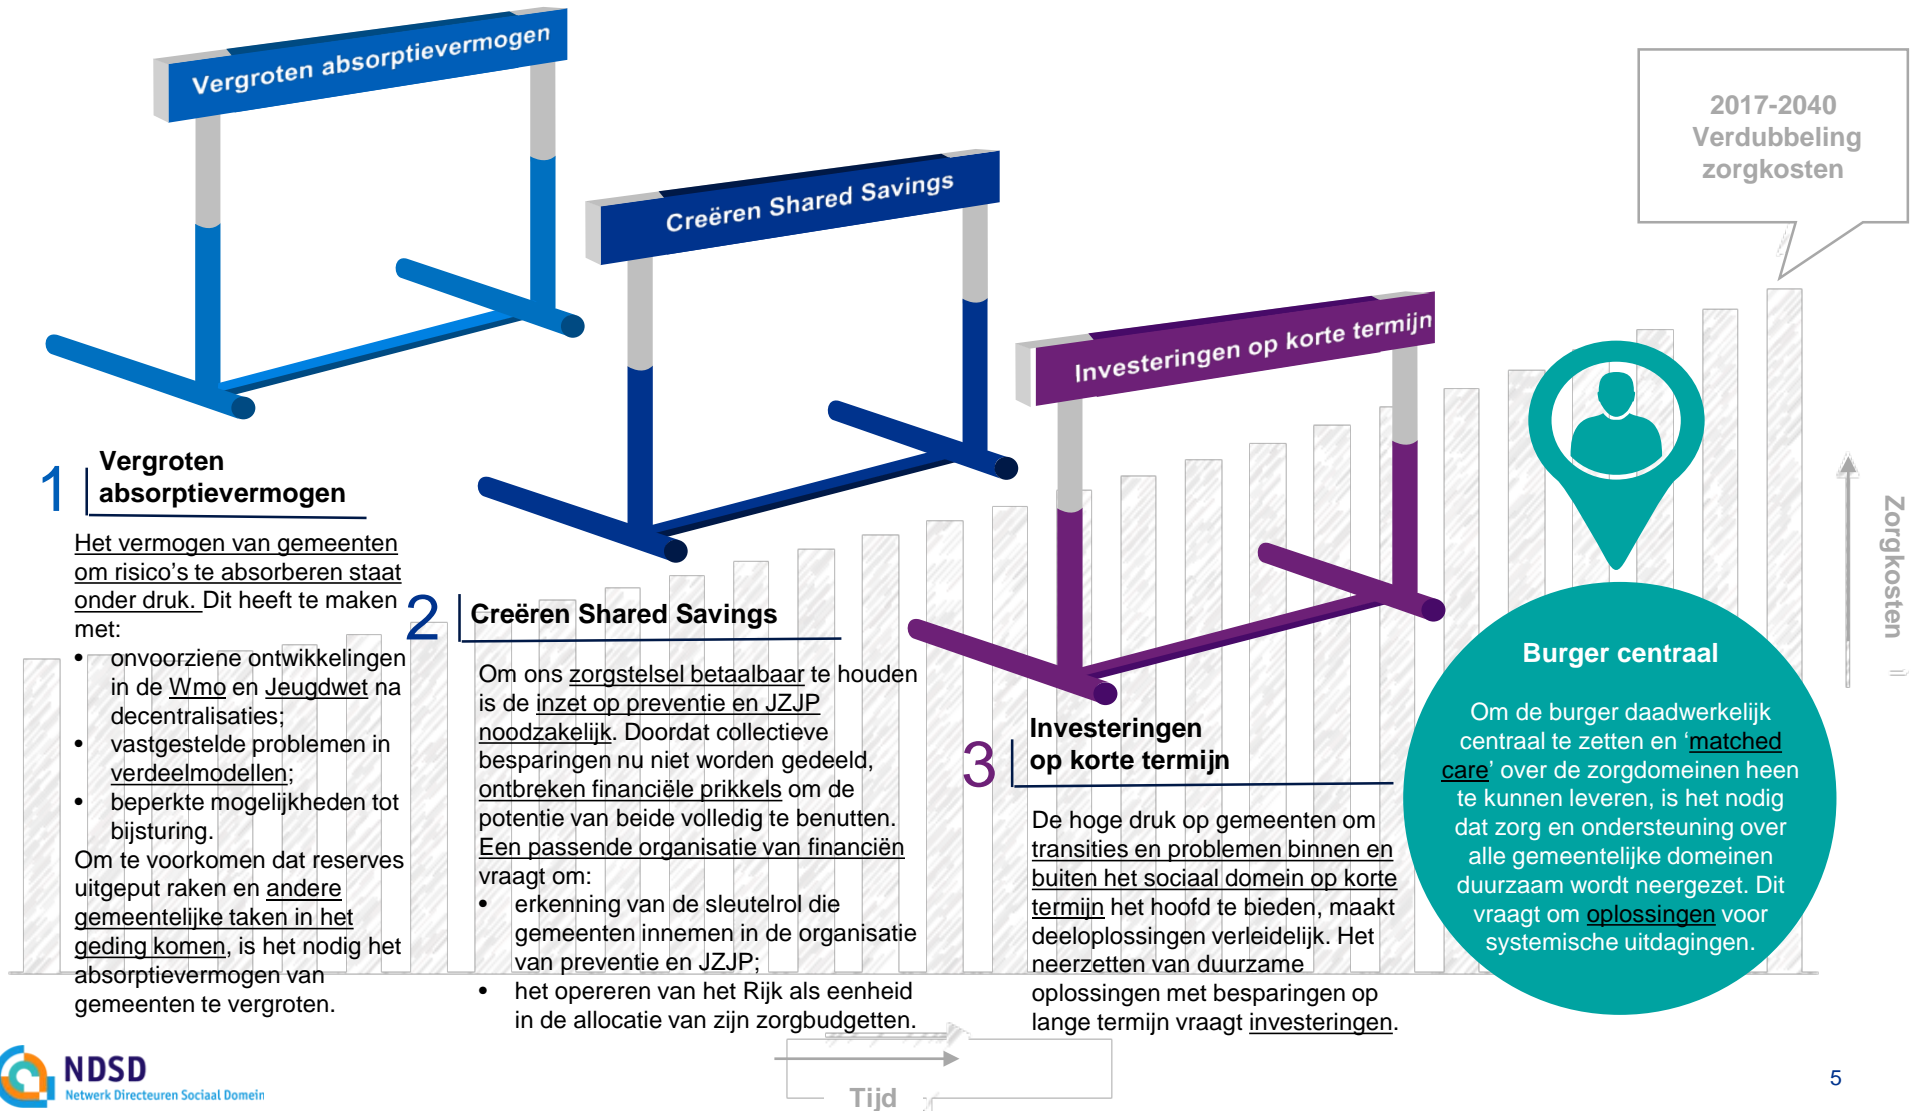 Vergroten absorptievermogen
Creëren Shared Savings
Investeringen op korte termijn
2017-2040
Verdubbeling
zorgkosten
1
Vergroten
absorptievermogen
Het vermogen van gemeenten
om risico's te absorberen staat
onder druk. Dit heeft te maken
met:
• onvoorziene ontwikkelingen
in de Wmo en Jeugdwet na
decentralisaties;
• vastgestelde problemen in
verdeelmodellen;
• beperkte mogelijkheden tot
bijsturing.
Om te voorkomen dat reserves
uitgeput raken en andere
gemeentelijke taken in het
geding komen, is het nodig het
absorptievermogen van
gemeenten te vergroten.
2
Creëren Shared Savings
Om ons zorgstelsel betaalbaar te houden
is de inzet op preventie en JZJP
noodzakelijk. Doordat collectieve
besparingen nu niet worden gedeeld,
ontbreken financiële prikkels om de
potentie van beide volledig te benutten.
Een passende organisatie van financiën
vraagt om:
• erkenning van de sleutelrol die
gemeenten innemen in de organisatie
van preventie en JZJP;
• het opereren van het Rijk als eenheid
in de allocatie van zijn zorgbudgetten.
3
Investeringen
op korte termijn
De hoge druk op gemeenten om
transities en problemen binnen en
buiten het sociaal domein op korte
termijn het hoofd te bieden, maakt
deeloplossingen verleidelijk. Het
neerzetten van duurzame
oplossingen met besparingen op
lange termijn vraagt investeringen.
Burger centraal
Om de burger daadwerkelijk
centraal te zetten en ‘matched
care’ over de zorgdomeinen heen
te kunnen leveren, is het nodig
dat zorg en ondersteuning over
alle gemeentelijke domeinen
duurzaam wordt neergezet. Dit
vraagt om oplossingen voor
systemische uitdagingen.
Zorgkosten
Tijd
NDSD
Netwerk Directeuren Sociaal Domein
5